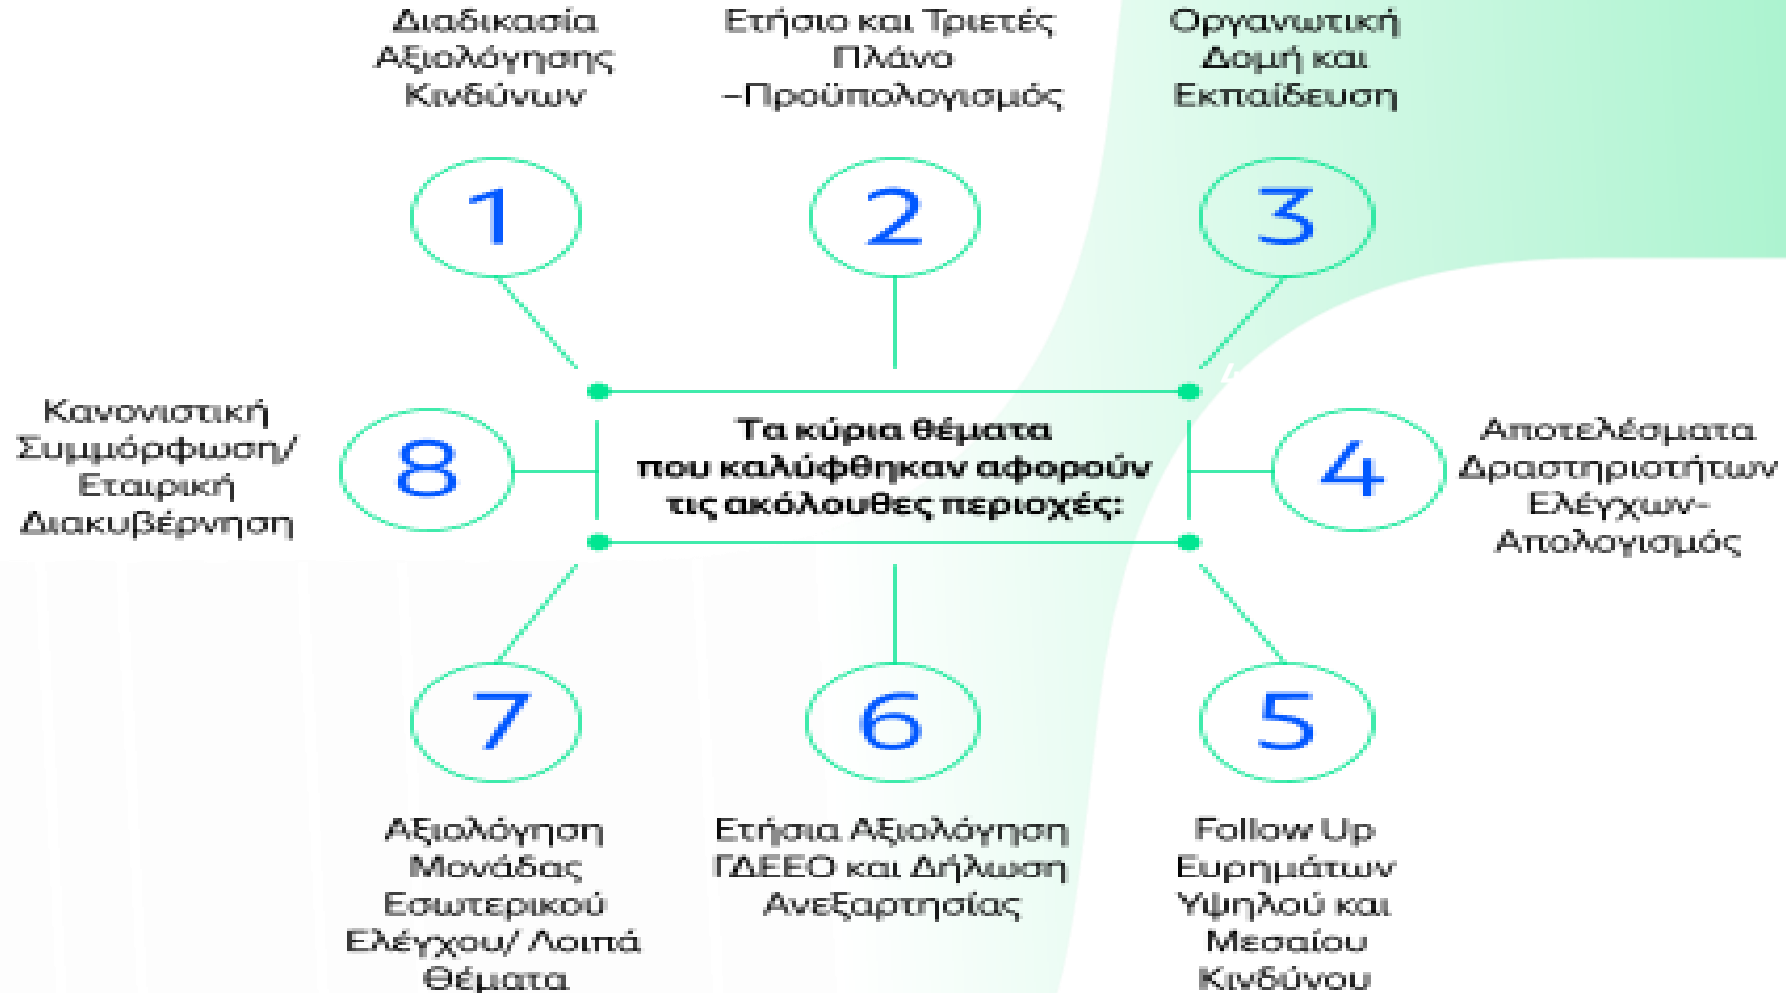 Διαδικασία
Αξιολόγησης
Κινδύνων
Ετήσιο και Τριετές
Πλάνο
–Προϋπολογισμός
Οργανωτική
Δομή και
Εκπαίδευση
1
2
3
Κανονιστική
Συμμόρφωση/
Εταιρική
Διακυβέρνηση
8
Τα κύρια θέματα
που καλύφθηκαν αφορούν
τις ακόλουθες περιοχές:
4
Αποτελέσματα
Δραστηριοτήτων
Ελέγχων–
Απολογισμός
7
6
5
Αξιολόγηση
Μονάδας
Εσωτερικού
Ελέγχου/ Λοιπά
Θέματα
Ετήσια Αξιολόγηση
ΓΔΕΕΟ και Δήλωση
Ανεξαρτησίας
Follow Up
Ευρημάτων
Υψηλού και
Μεσαίου
Κινδύνου